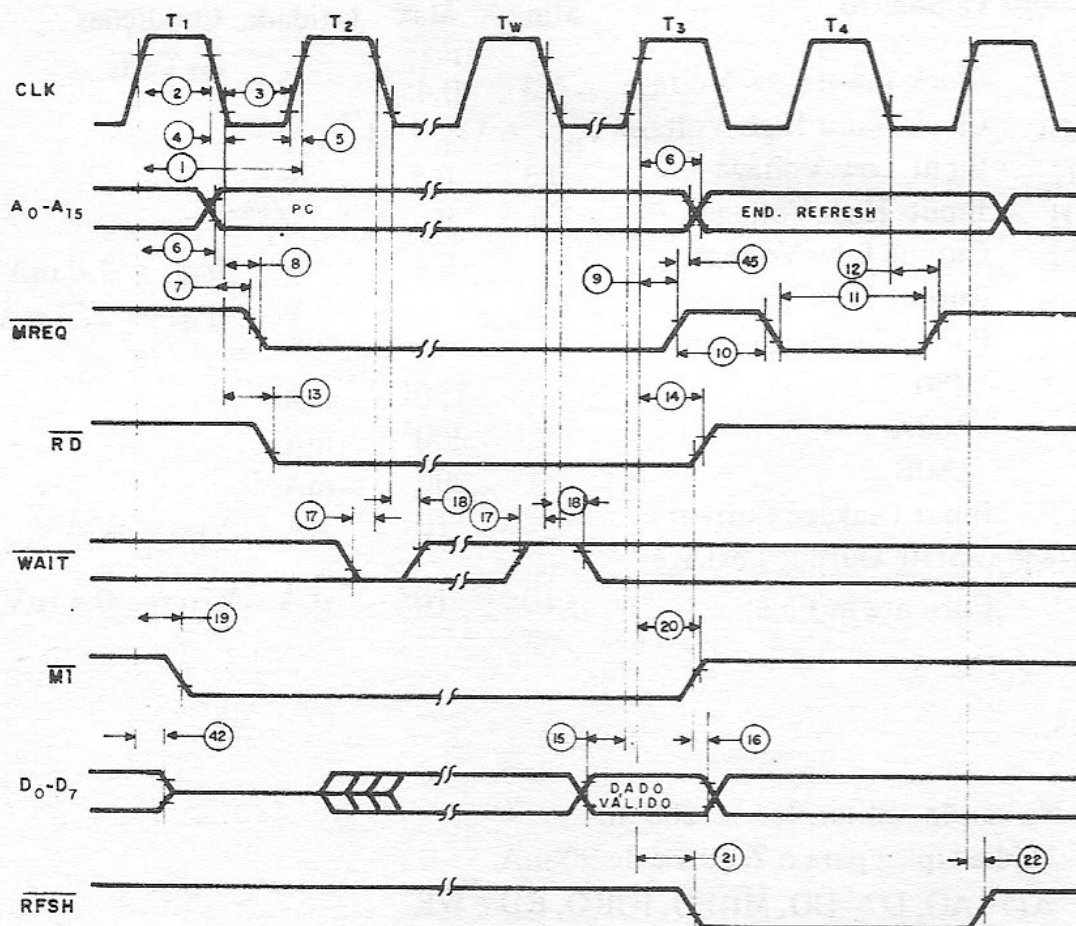 T1 T2 TW T3 T4
CLK
2 3
4 5
1 6
A0-A15 PC END. REFRESH
6 8 45 12
7 9 11
MREQ 10
13 14
RD
18 18
17 17
WAIT
19 20
M1
42 15 16
D0-D7 DADO
VÁLIDO
21 22
RFSH